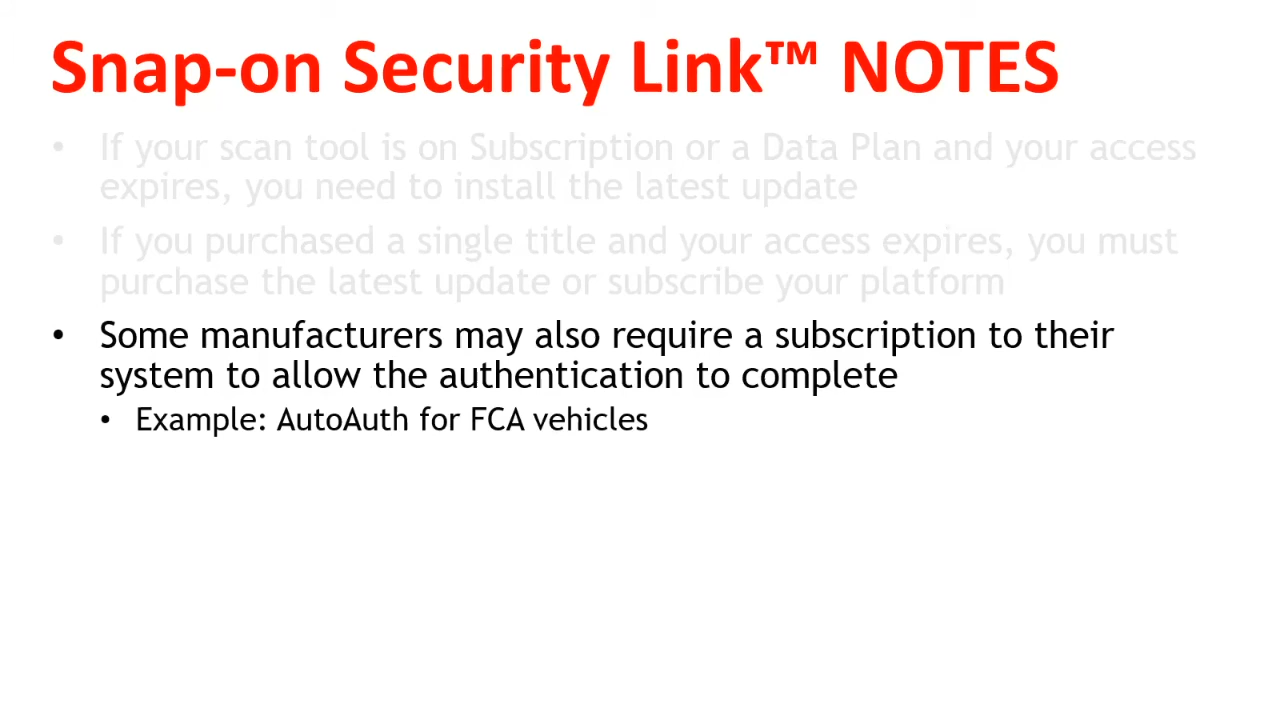 Snap-on Security Link™ NOTES
• If your scan tool is on Subscription or a Data Plan and your access
expires, you need to install the latest update
• If you purchased a single title and your access expires, you must
purchase the latest update or subscribe your platform
• Some manufacturers may also require a subscription to their
system to allow the authentication to complete
• Example: AutoAuth for FCA vehicles